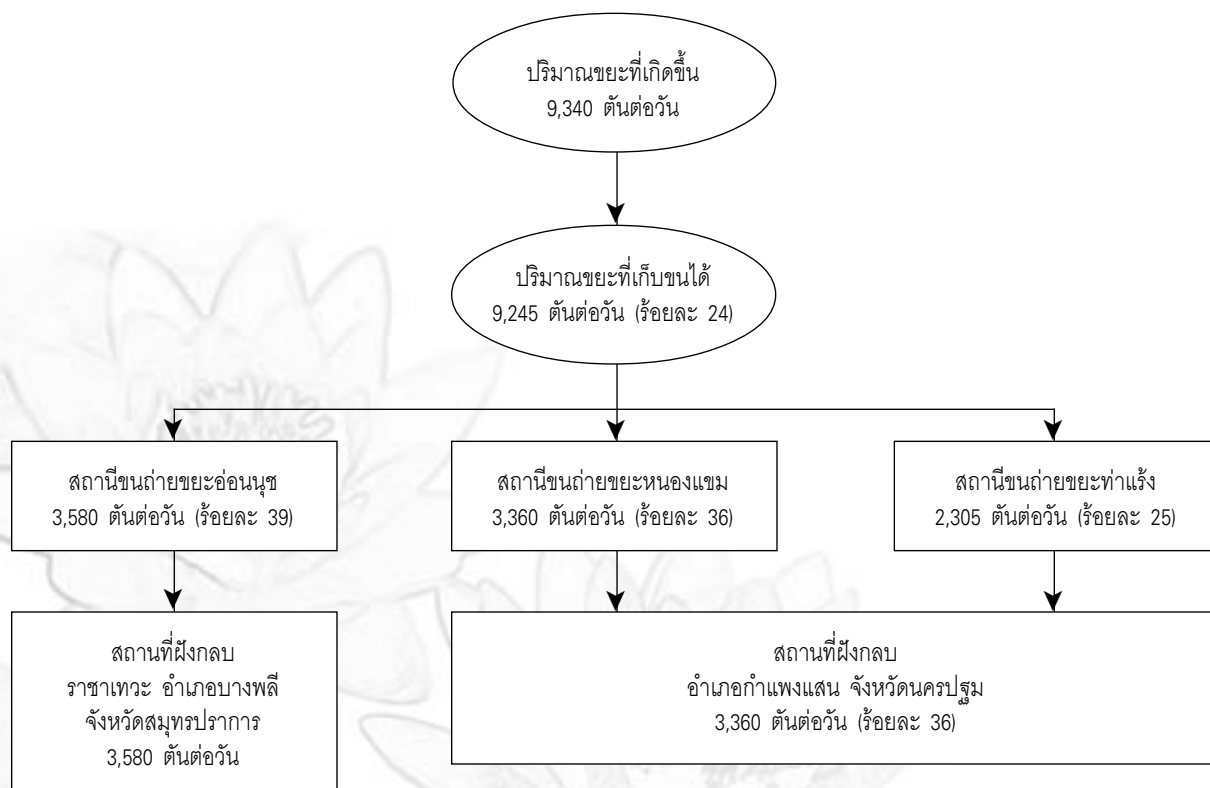 ปริมาณขยะที่เกิดขึ้น
9,340 ตันต่อวัน
ปริมาณขยะที่เก็บขนได้
9,245 ตันต่อวัน (ร้อยละ 24)
สถานีขนถ่ายขยะอ่อนนุช
3,580 ตันต่อวัน (ร้อยละ 39)
สถานีขนถ่ายขยะหนองแขม
3,360 ตันต่อวัน (ร้อยละ 36)
สถานีขนถ่ายขยะท่าแร้ง
2,305 ตันต่อวัน (ร้อยละ 25)
สถานที่ฝังกลบ
ราชาเทวะ อำเภอบางพลี
จังหวัดสมุทรปราการ
3,580 ตันต่อวัน
สถานที่ฝังกลบ
อำเภอกำแพงแสน จังหวัดนครปฐม
3,360 ตันต่อวัน (ร้อยละ 36)